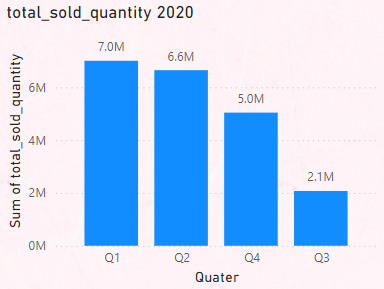 total_sold_quantity 2020
Sum of total_sold_quantity
6M
4M
2M
0M
7.0M
6.6M
5.0M
2.1M
Q1
Q2
Q4
Q3
Quater